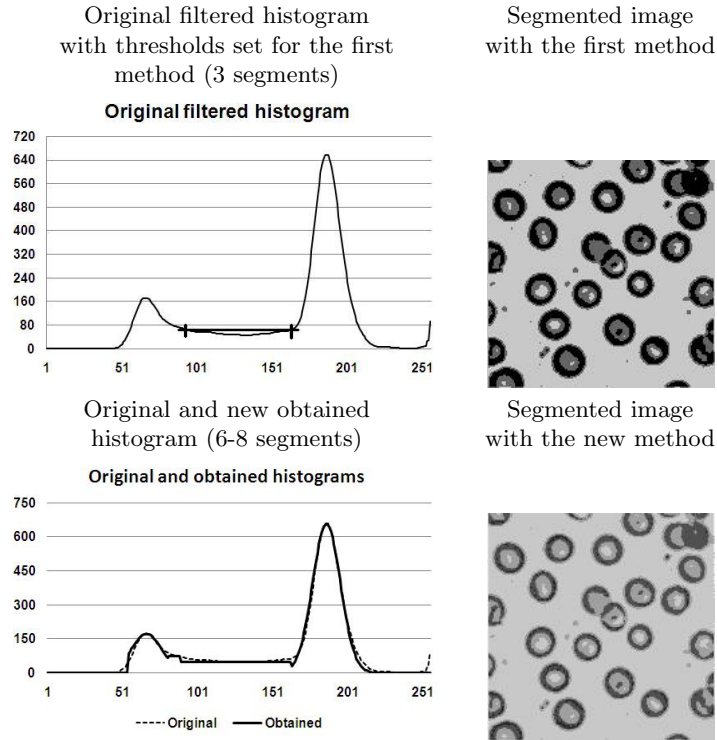 Original filtered histogram
with thresholds set for the first
method (3 segments)
Segmented image
with the first method
Original filtered histogram
720
640
560
480
400
320
240
160
80
0
1 51 101 151 201 251
Original and new obtained
histogram (6-8 segments)
Segmented image
with the new method
Original and obtained histograms
750
600
450
300
150
0
1 51 101 151 201 251
Original Obtained